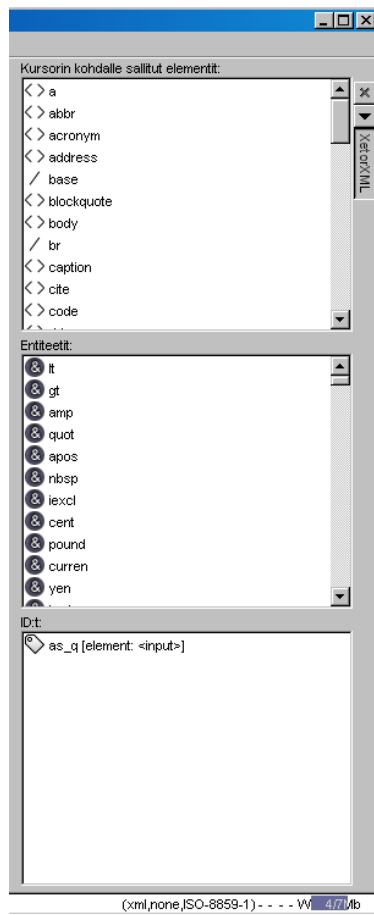 Kursorin kohdalle sallitut elementit:
<> a
<> abbr
<> acronym
<> address
/ base
<> blockquote
<> body
/ br
<> caption
<> cite
<> code
XetorXML
Entiteetit:
& lt
& gt
& amp
& quot
& apos
& nbsp
& iexcl
& cent
& pound
& curren
& yen
ID:t:
as_q [element: <input>]
(xml,none,ISO-8859-1) - - - - W 4/7Mb